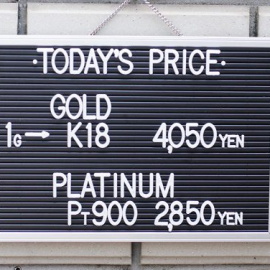 ·TODAY'S PRICE·
GOLD
1G→ K18 4,050 YEN
PLATINUM
PT900 2,850 YEN